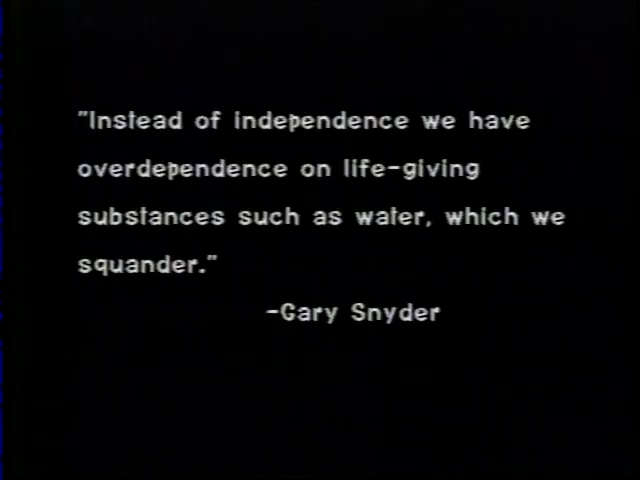 "Instead of independence we have
overdependence on life-giving
substances such as water, which we
squander."
-Gary Snyder